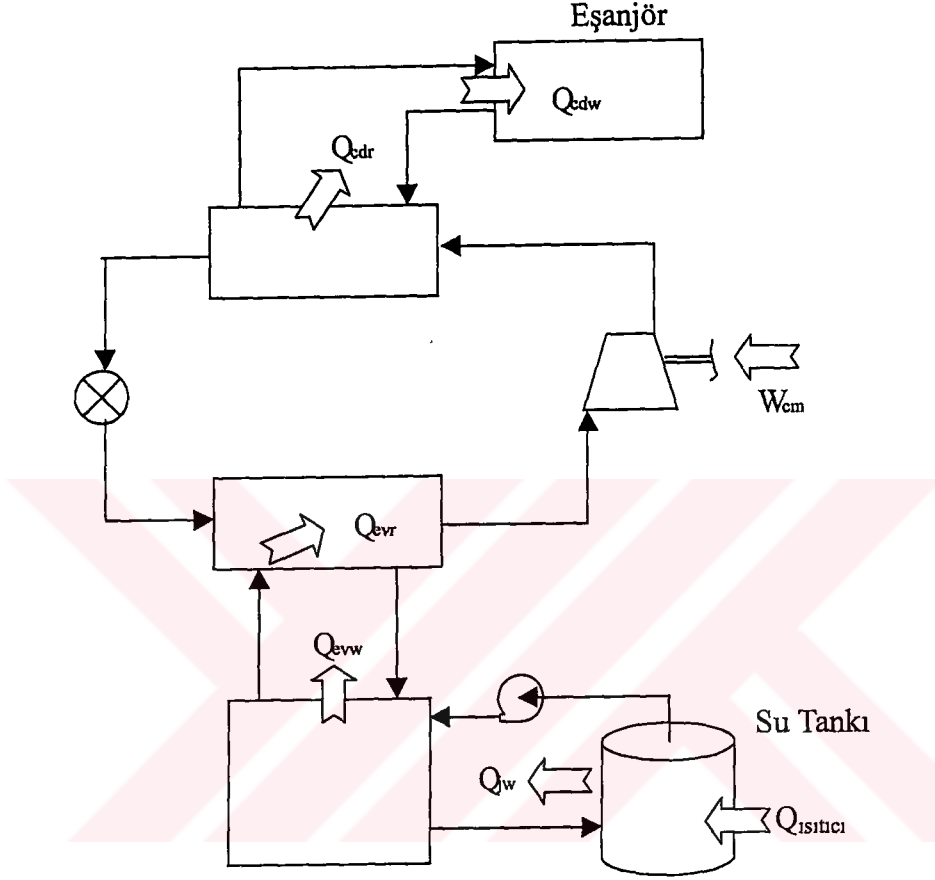 Eşanjör
Qcdw
Qcdr
Wcm
Qevr
Qevw
Su Tankı
Qjw
Qısıtıcı